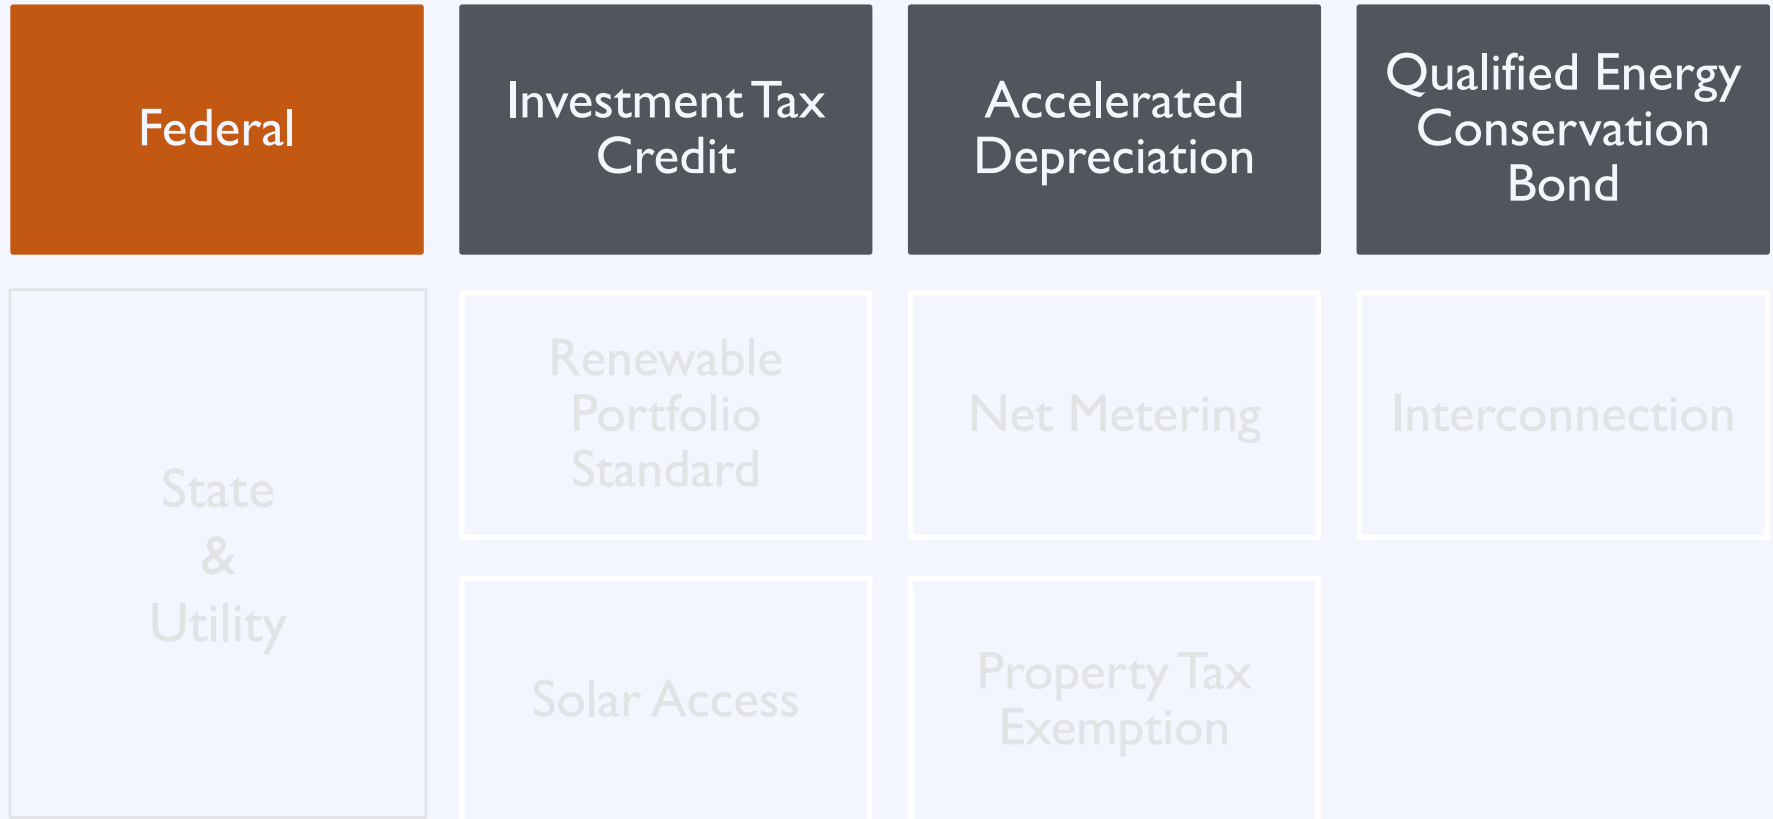 Federal
Investment Tax
Credit
Accelerated
Depreciation
Qualified Energy
Conservation
Bond
State
&
Utility
Renewable
Portfolio
Standard
Net Metering
Interconnection
Solar Access
Property Tax
Exemption